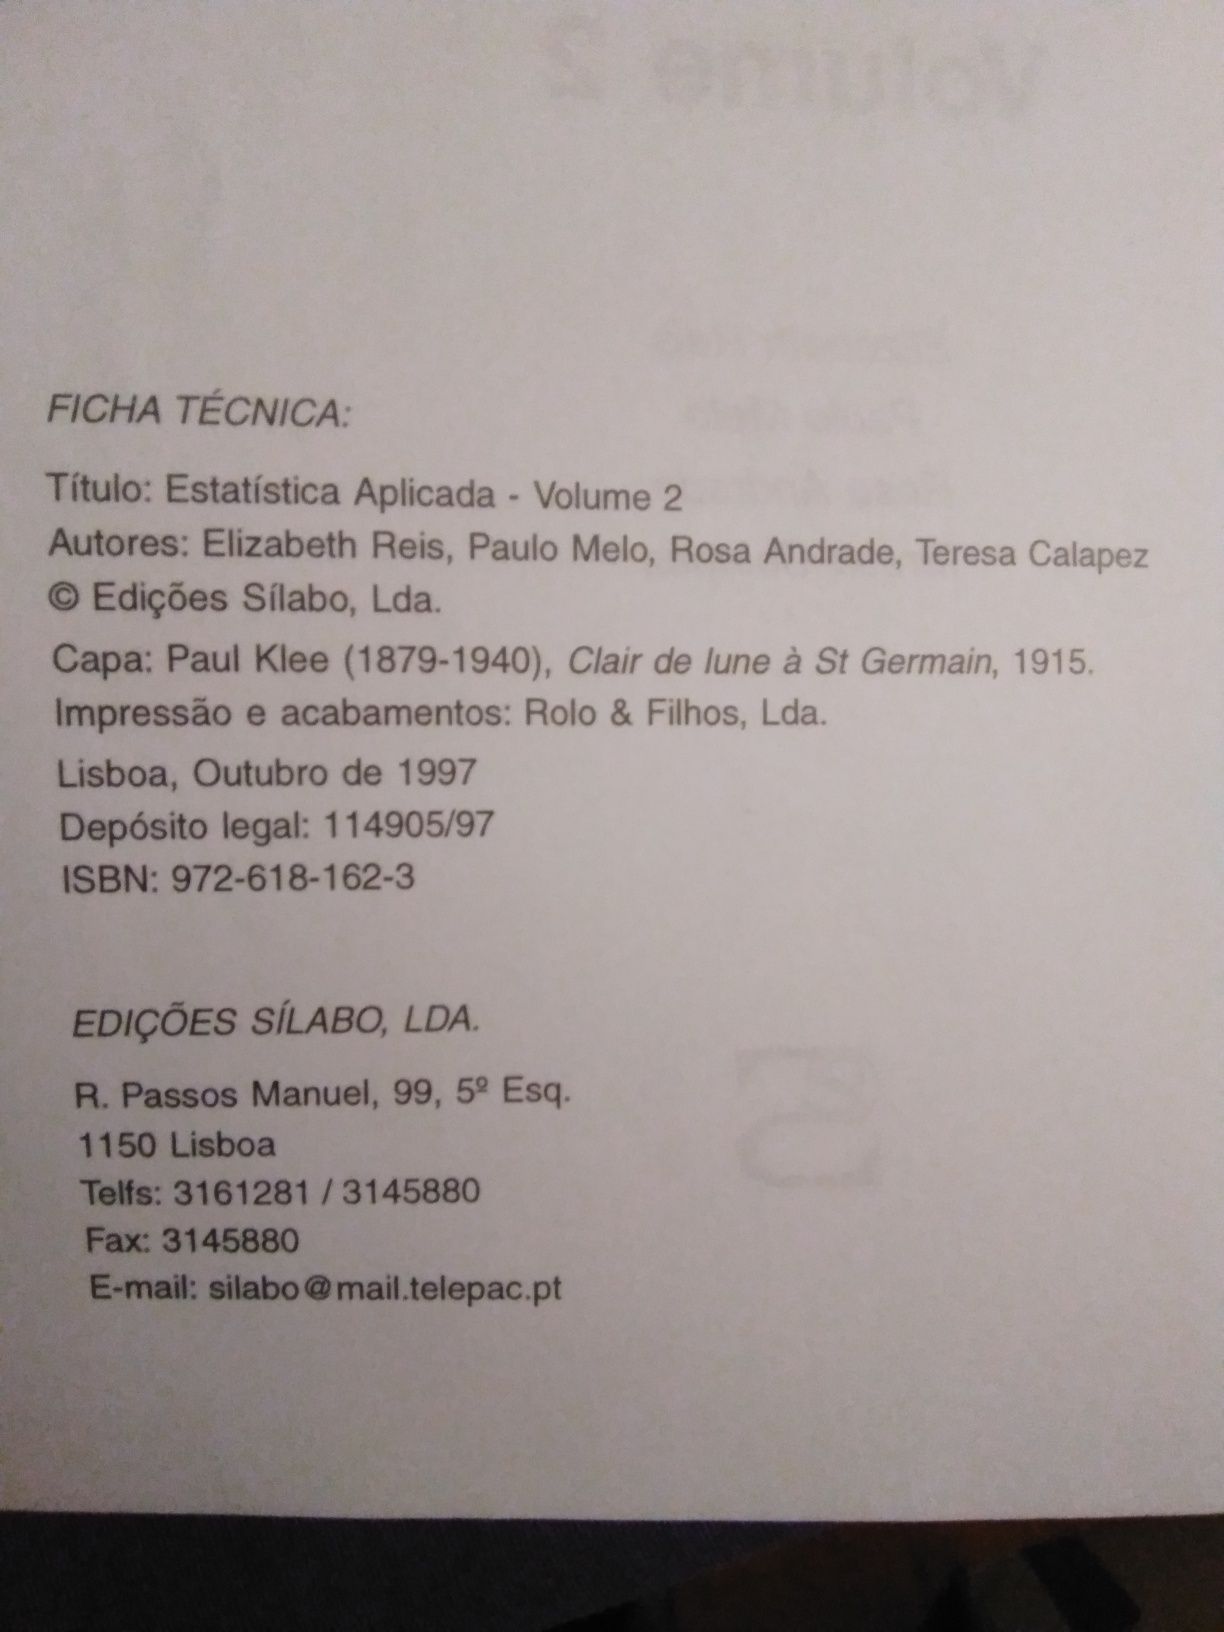 Volume 2
FICHA TÉCNICA:
Título: Estatística Aplicada - Volume 2
Autores: Elizabeth Reis, Paulo Melo, Rosa Andrade, Teresa Calapez
© Edições Sílabo, Lda.
Capa: Paul Klee (1879-1940), Clair de lune à St Germain, 1915.
Impressão e acabamentos: Rolo & Filhos, Lda.
Lisboa, Outubro de 1997
Depósito legal: 114905/97
ISBN: 972-618-162-3
EDIÇÕES SÍLABO, LDA.
R. Passos Manuel, 99, 5º Esq.
1150 Lisboa
Telfs: 3161281 / 3145880
Fax: 3145880
E-mail: silabo@mail.telepac.pt